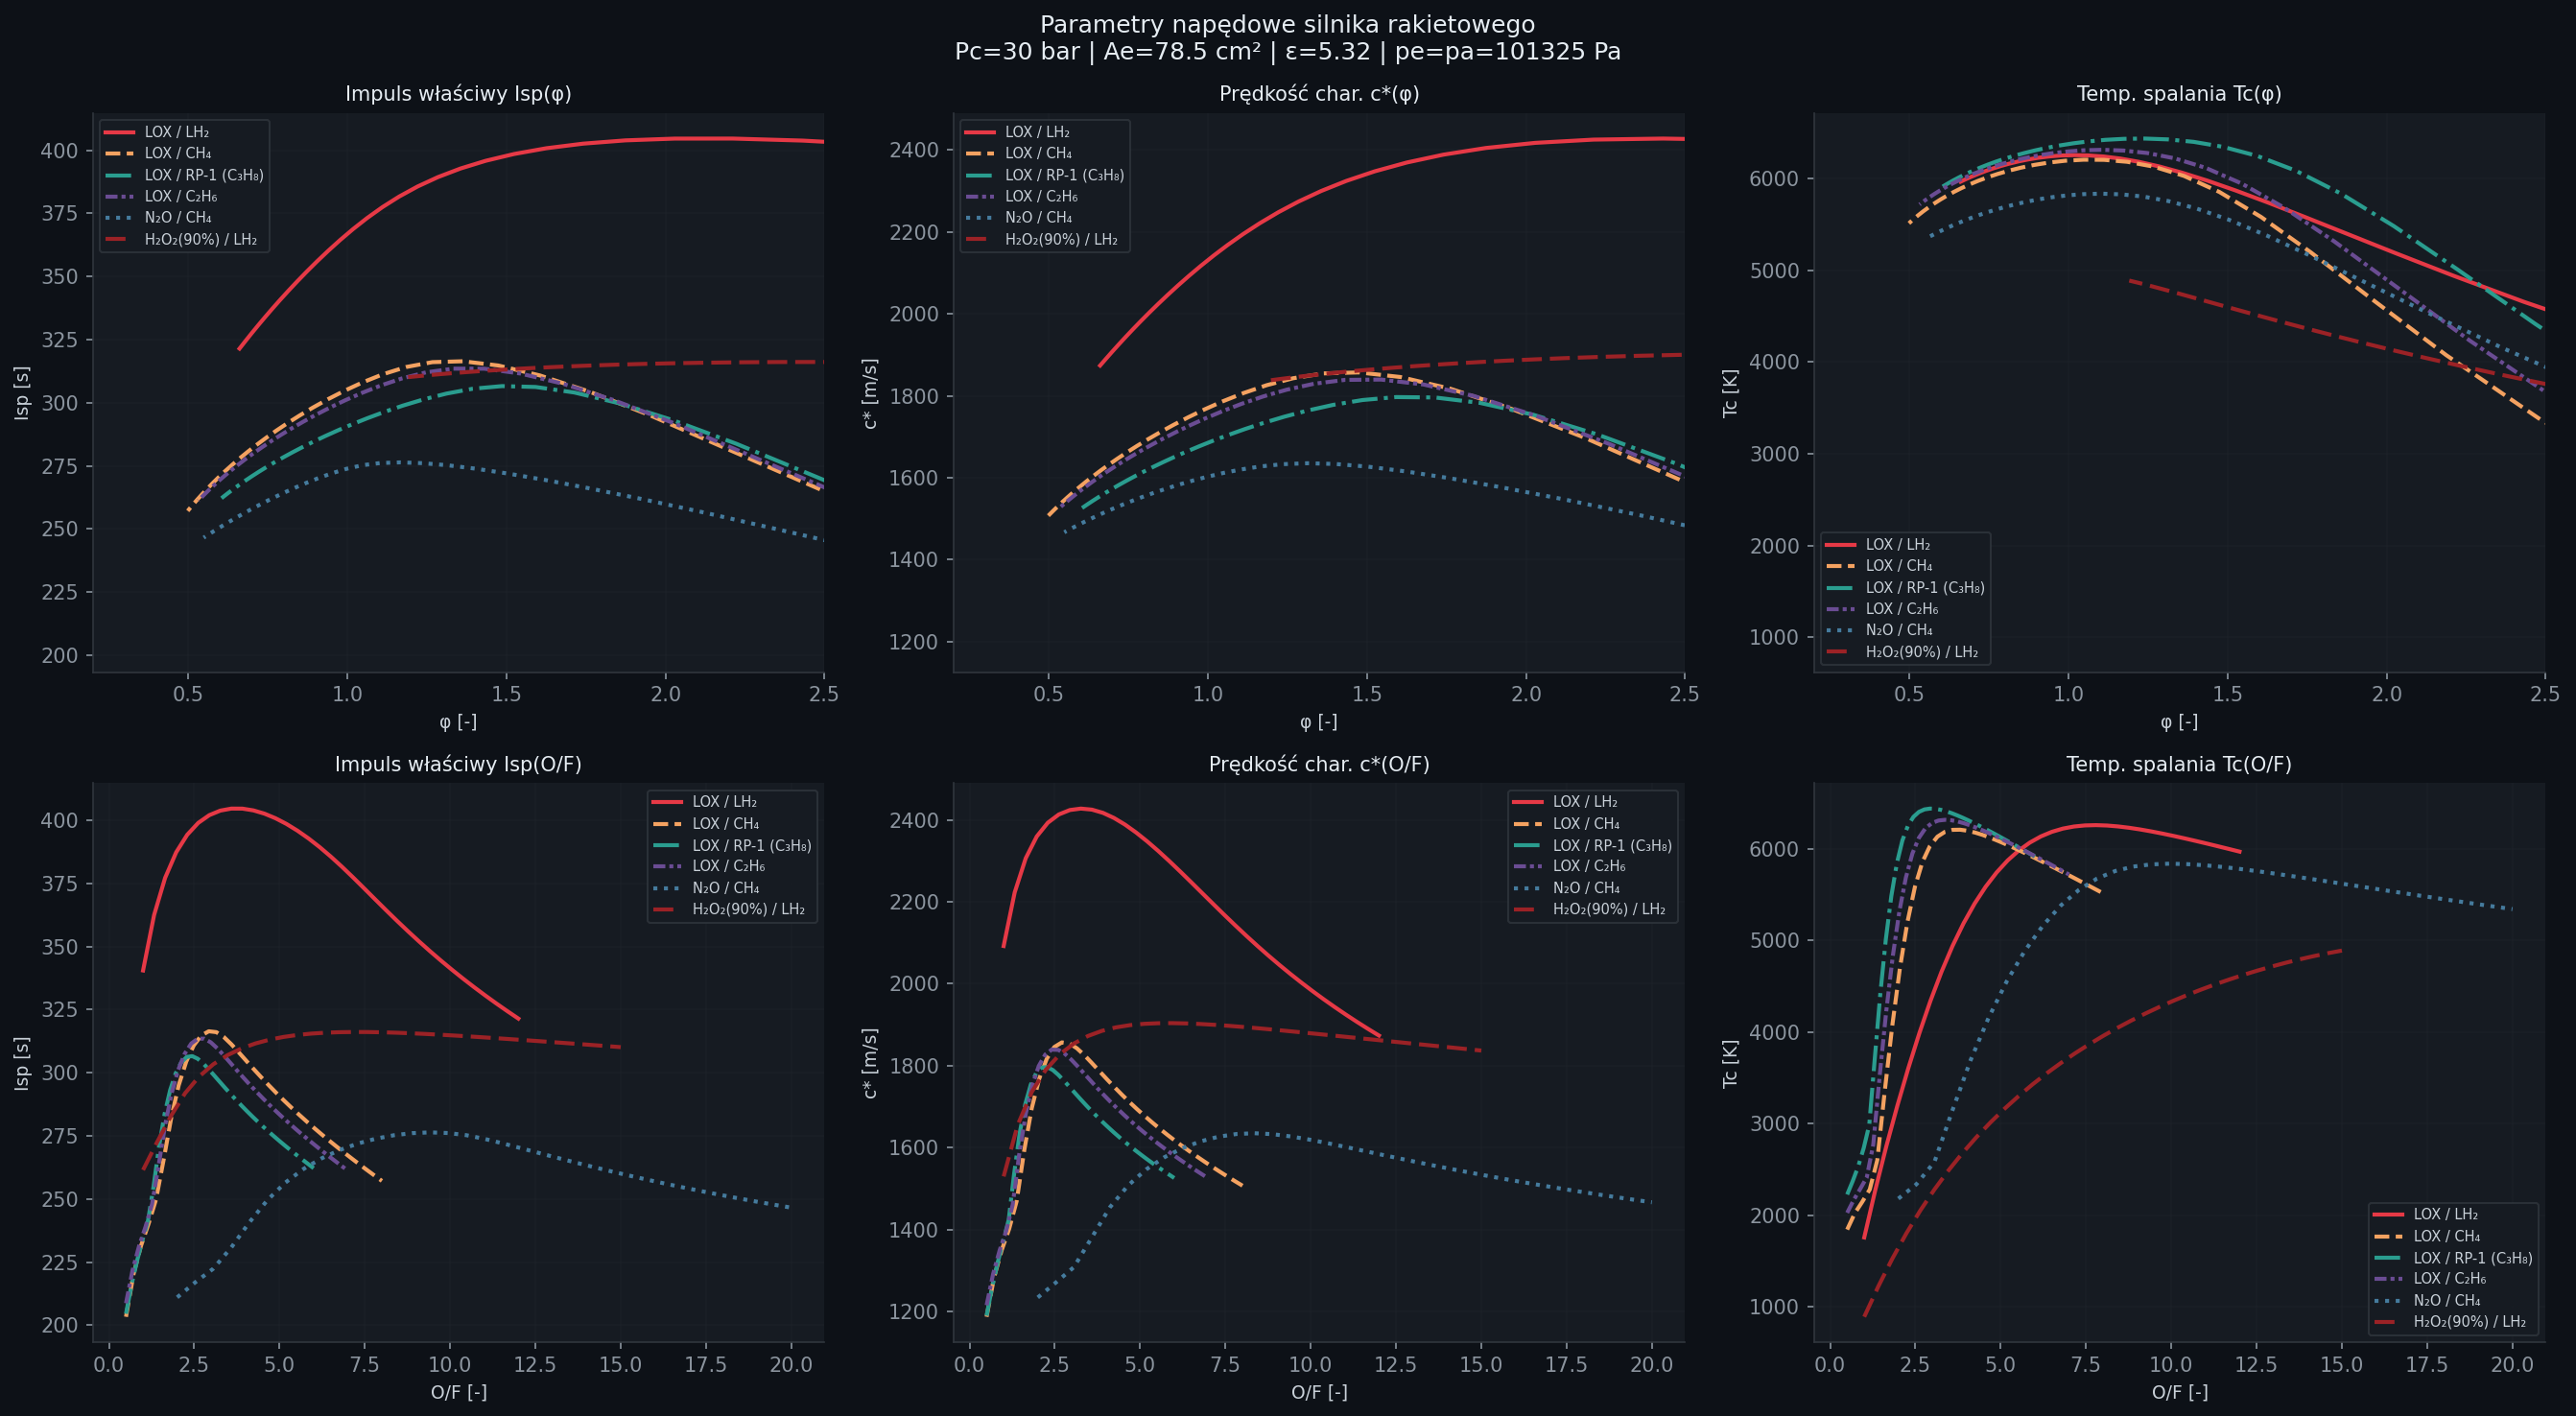 Parametry napędowe silnika rakietowego
Pc=30 bar | Ae=78.5 cm² | ε=5.32 | pe=pa=101325 Pa
Impuls właściwy Isp(φ)
LOX / LH₂
LOX / CH₄
LOX / RP-1 (C₃H₈)
LOX / C₂H₆
N₂O / CH₄
H₂O₂(90%) / LH₂
400
375
350
325
300
275
250
225
200
Isp [s]
0.5 1.0 1.5 2.0 2.5
φ [-]
Prędkość char. c*(φ)
LOX / LH₂
LOX / CH₄
LOX / RP-1 (C₃H₈)
LOX / C₂H₆
N₂O / CH₄
H₂O₂(90%) / LH₂
2400
2200
2000
1800
1600
1400
1200
c* [m/s]
0.5 1.0 1.5 2.0 2.5
φ [-]
Temp. spalania Tc(φ)
6000
5000
4000
3000
2000
1000
Tc [K]
LOX / LH₂
LOX / CH₄
LOX / RP-1 (C₃H₈)
LOX / C₂H₆
N₂O / CH₄
H₂O₂(90%) / LH₂
0.5 1.0 1.5 2.0 2.5
φ [-]
Impuls właściwy Isp(O/F)
LOX / LH₂
LOX / CH₄
LOX / RP-1 (C₃H₈)
LOX / C₂H₆
N₂O / CH₄
H₂O₂(90%) / LH₂
400
375
350
325
300
275
250
225
200
Isp [s]
0.0 2.5 5.0 7.5 10.0 12.5 15.0 17.5 20.0
O/F [-]
Prędkość char. c*(O/F)
LOX / LH₂
LOX / CH₄
LOX / RP-1 (C₃H₈)
LOX / C₂H₆
N₂O / CH₄
H₂O₂(90%) / LH₂
2400
2200
2000
1800
1600
1400
1200
c* [m/s]
0.0 2.5 5.0 7.5 10.0 12.5 15.0 17.5 20.0
O/F [-]
Temp. spalania Tc(O/F)
6000
5000
4000
3000
2000
1000
Tc [K]
LOX / LH₂
LOX / CH₄
LOX / RP-1 (C₃H₈)
LOX / C₂H₆
N₂O / CH₄
H₂O₂(90%) / LH₂
0.0 2.5 5.0 7.5 10.0 12.5 15.0 17.5 20.0
O/F [-]